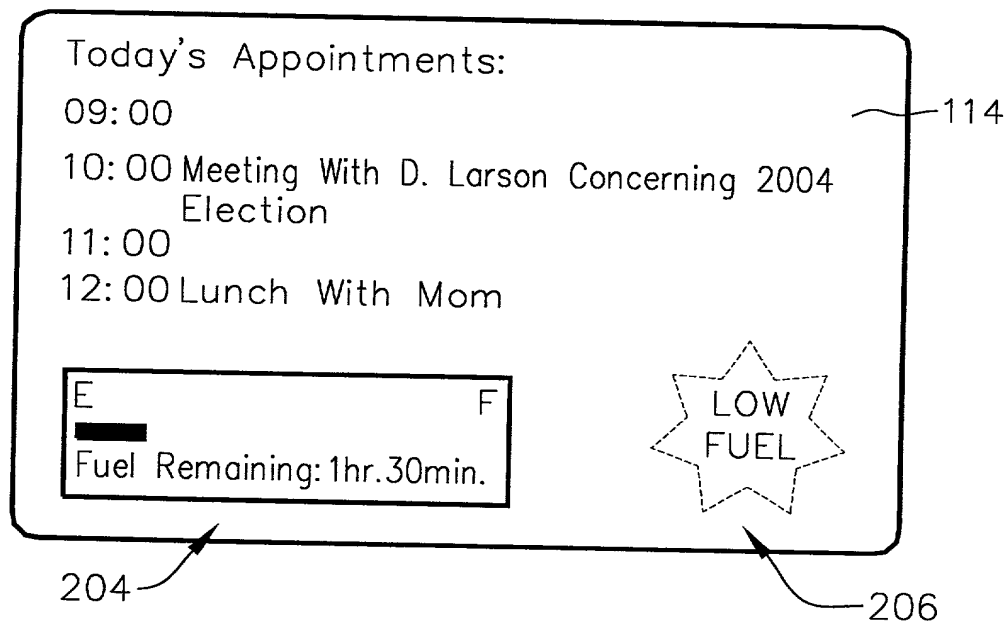 Today's Appointments:
09:00
114
10:00 Meeting With D. Larson Concerning 2004
Election
11:00
12:00 Lunch With Mom
E F
Fuel Remaining: 1hr.30min.
LOW
FUEL
204
206